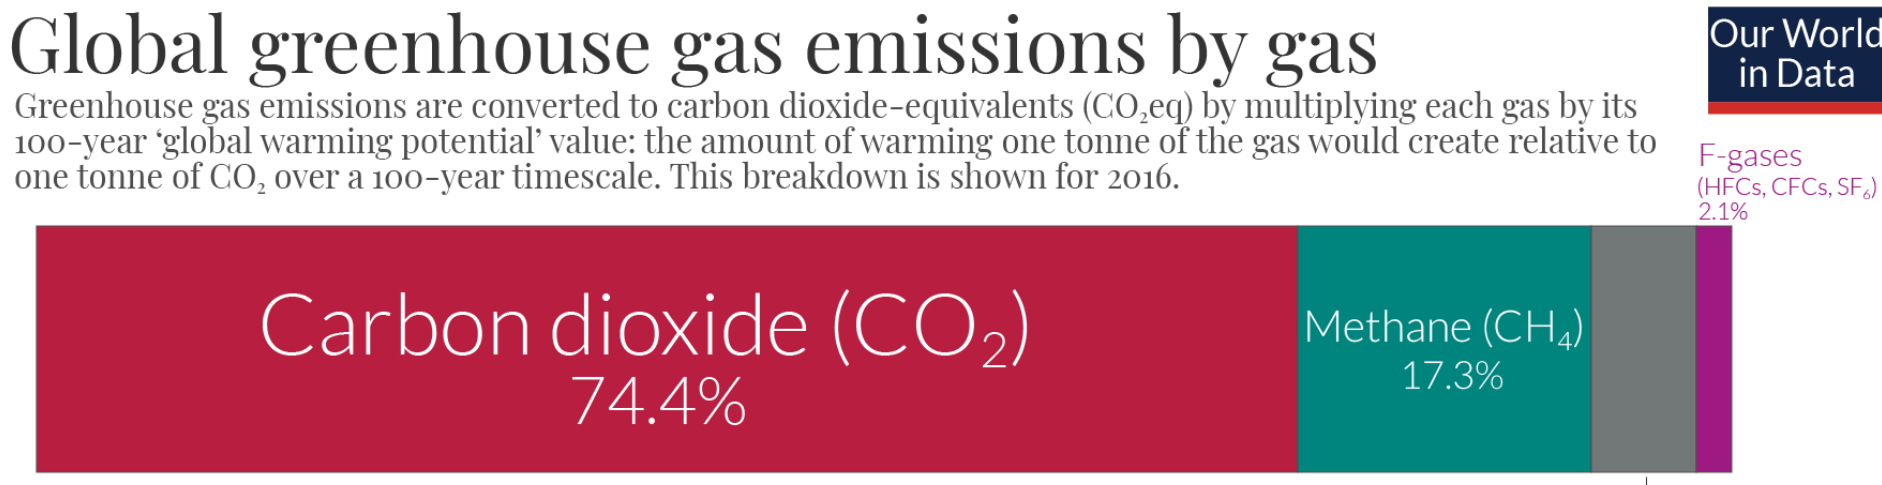 Global greenhouse gas emissions by gas
Our World
in Data
Greenhouse gas emissions are converted to carbon dioxide-equivalents (CO₂eq) by multiplying each gas by its
100-year ‘global warming potential’ value: the amount of warming one tonne of the gas would create relative to
one tonne of CO₂ over a 100-year timescale. This breakdown is shown for 2016.
F-gases
(HFCs, CFCs, SF₆)
2.1%
Carbon dioxide (CO₂)
74.4%
Methane (CH₄)
17.3%